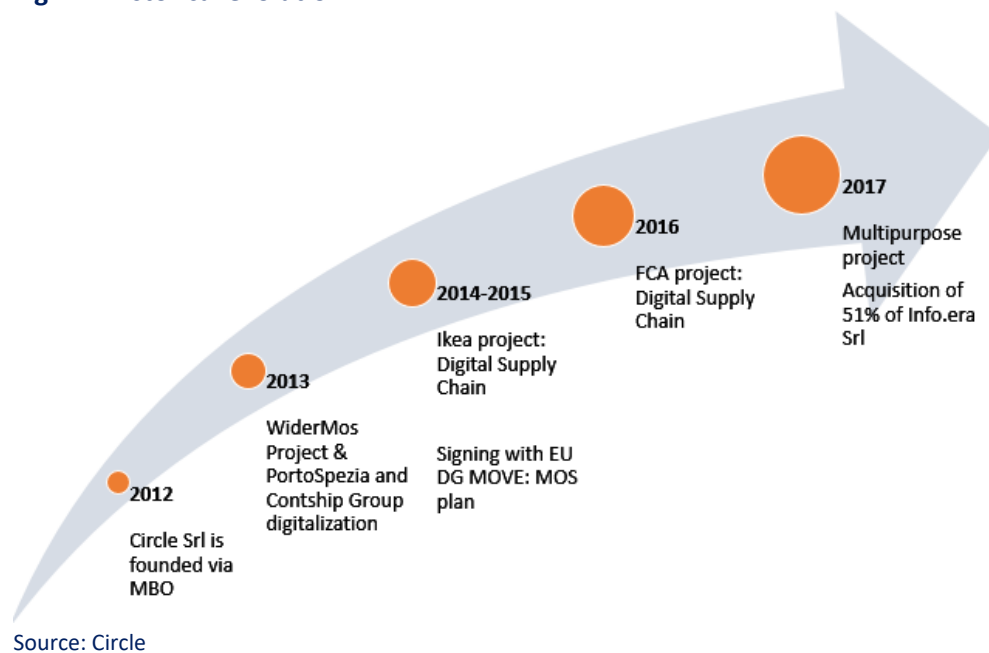 2012
Circle Srl is
founded via
MBO
2013
WiderMos
Project &
PortoSpezia and
Contship Group
digitalization
2014-2015
Ikea project:
Digital Supply
Chain
Signing with EU
DG MOVE: MOS
plan
2016
FCA project:
Digital Supply
Chain
2017
Multipurpose
project
Acquisition of
51% of Info.era
Srl
Source: Circle